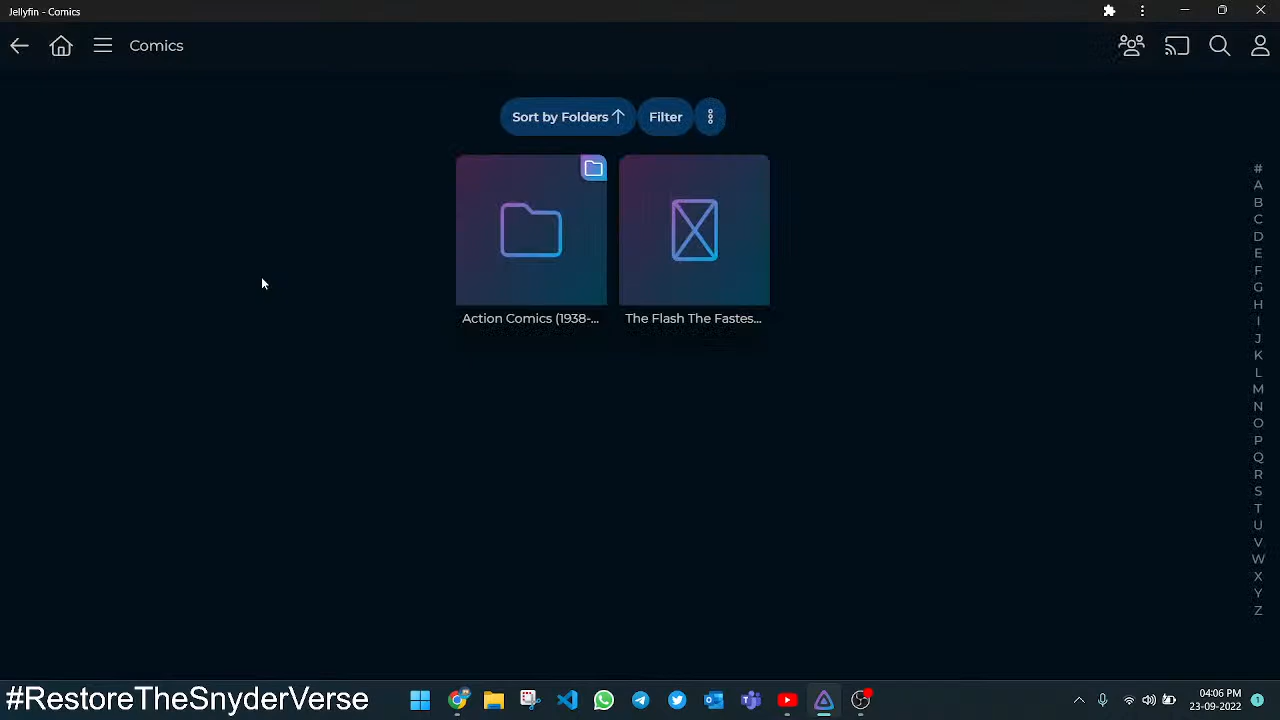 Jellyfin - Comics
Comics
Sort by Folders
Filter
Action Comics (1938-...
The Flash The Fastes...
#
A
B
C
D
E
F
G
H
I
J
K
L
M
N
O
P
Q
R
S
T
U
V
W
X
Y
Z
#RestoreTheSnyderVerse
04:06 PM
23-09-2022
1